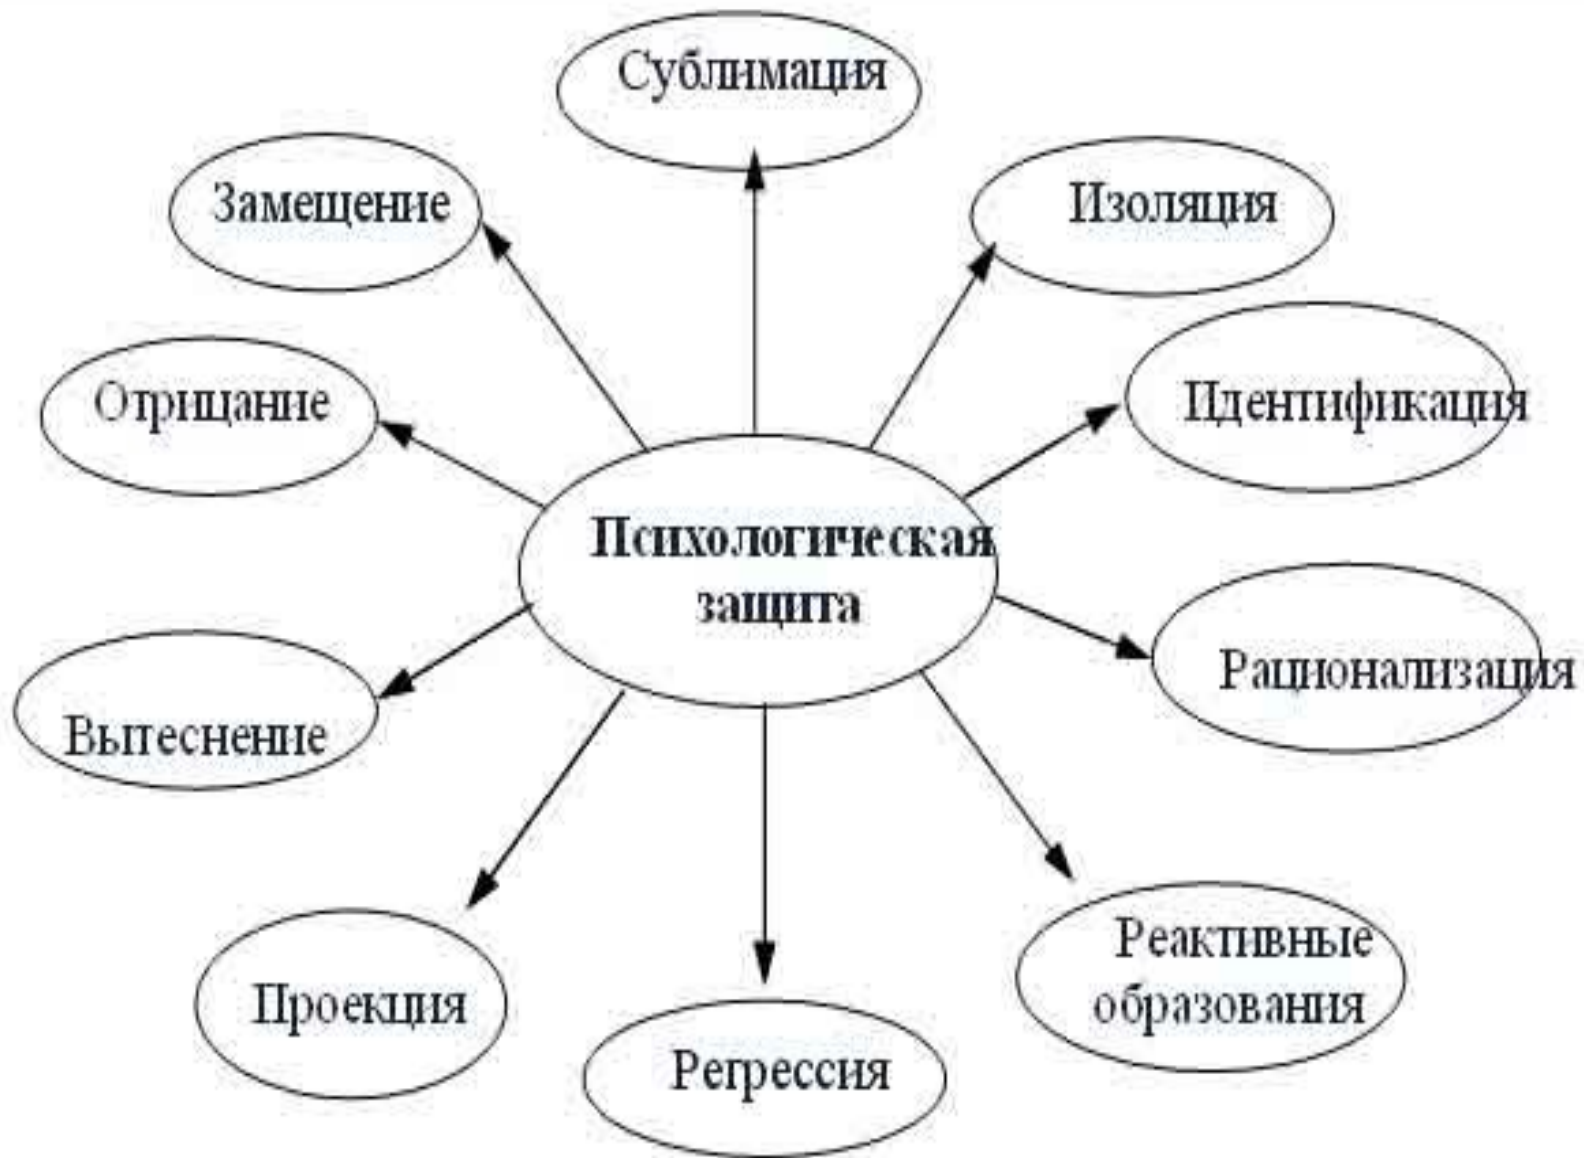 Сублимация
Замещение
Изоляция
Отрицание
Идентификация
Психологическая
защита
Рационализация
Вытеснение
Реактивные
образования
Проекция
Регрессия